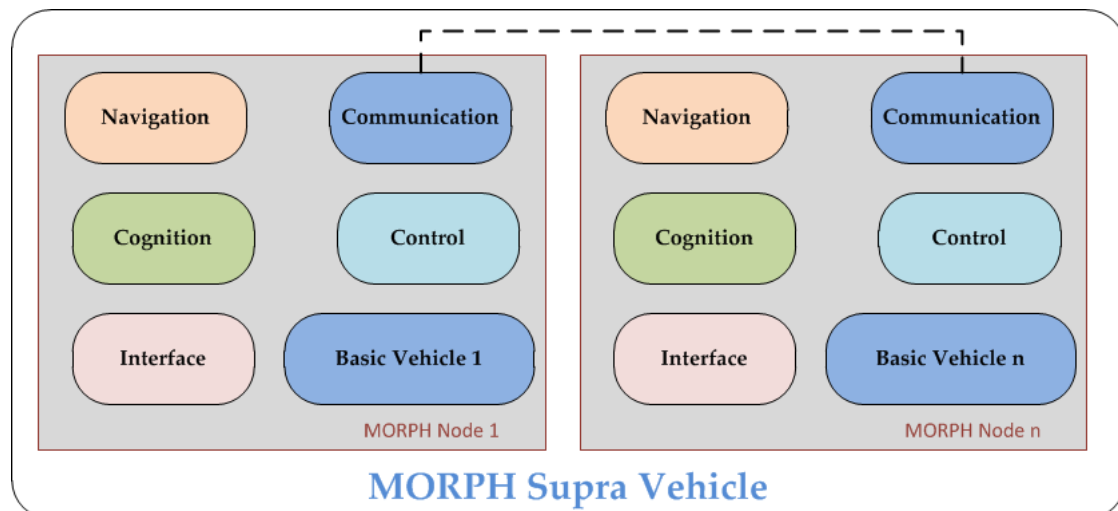 Navigation
Communication
Cognition
Control
Interface
Basic Vehicle 1
MORPH Node 1
Navigation
Communication
Cognition
Control
Interface
Basic Vehicle n
MORPH Node n
MORPH Supra Vehicle